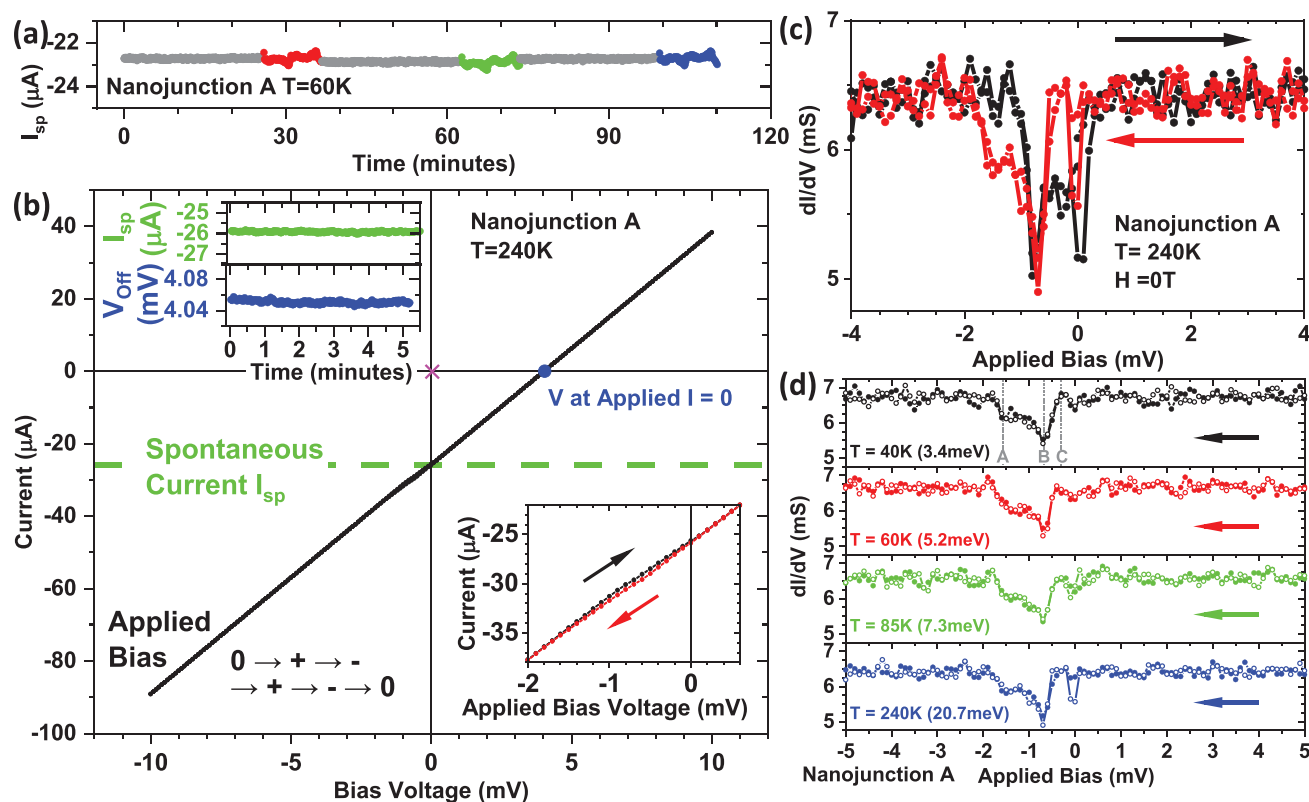 (a)
I_sp (μA)
-22
-24
Nanojunction A T=60K
0 30 60 90 120
Time (minutes)
(b)
Current (μA)
40
20
0
-20
-40
-60
-80
-100
I_sp (μA)
-25
-26
-27
V_Off (mV)
4.08
4.04
0 1 2 3 4 5
Time (minutes)
Nanojunction A
T=240K
V at Applied I = 0
Spontaneous
Current I_sp
Applied
Bias
0 → + → -
→ + → - → 0
Current (μA)
-25
-30
-35
-2 -1 0
Applied Bias Voltage (mV)
-10 -5 0 5 10
Bias Voltage (mV)
(c)
dI/dV (mS)
7
6
5
Nanojunction A
T= 240K
H =0T
-4 -2 0 2 4
Applied Bias (mV)
(d)
dI/dV (mS)
7
6
5
T = 40K (3.4meV)
A B C
7
6
5
T = 60K (5.2meV)
7
6
5
T = 85K (7.3meV)
7
6
5
T = 240K (20.7meV)
-5 -4 -3 -2 -1 0 1 2 3 4 5
Nanojunction A Applied Bias (mV)